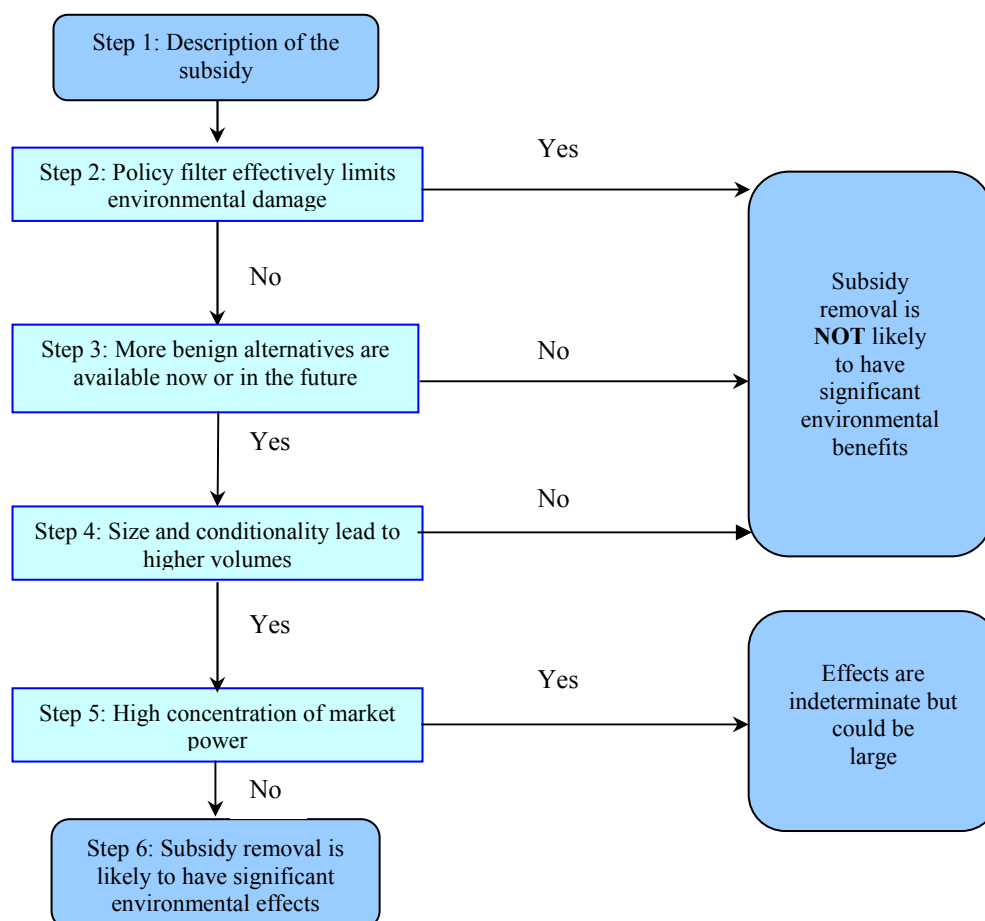 Step 1: Description of the
subsidy
Yes
Step 2: Policy filter effectively limits
environmental damage
No
Subsidy
removal is
NOT likely
to have
significant
environmental
benefits
Step 3: More benign alternatives are
available now or in the future
No
Yes
Step 4: Size and conditionality lead to
higher volumes
No
Yes
Step 5: High concentration of market
power
Yes
Effects are
indeterminate but
could be
large
No
Step 6: Subsidy removal is
likely to have significant
environmental effects